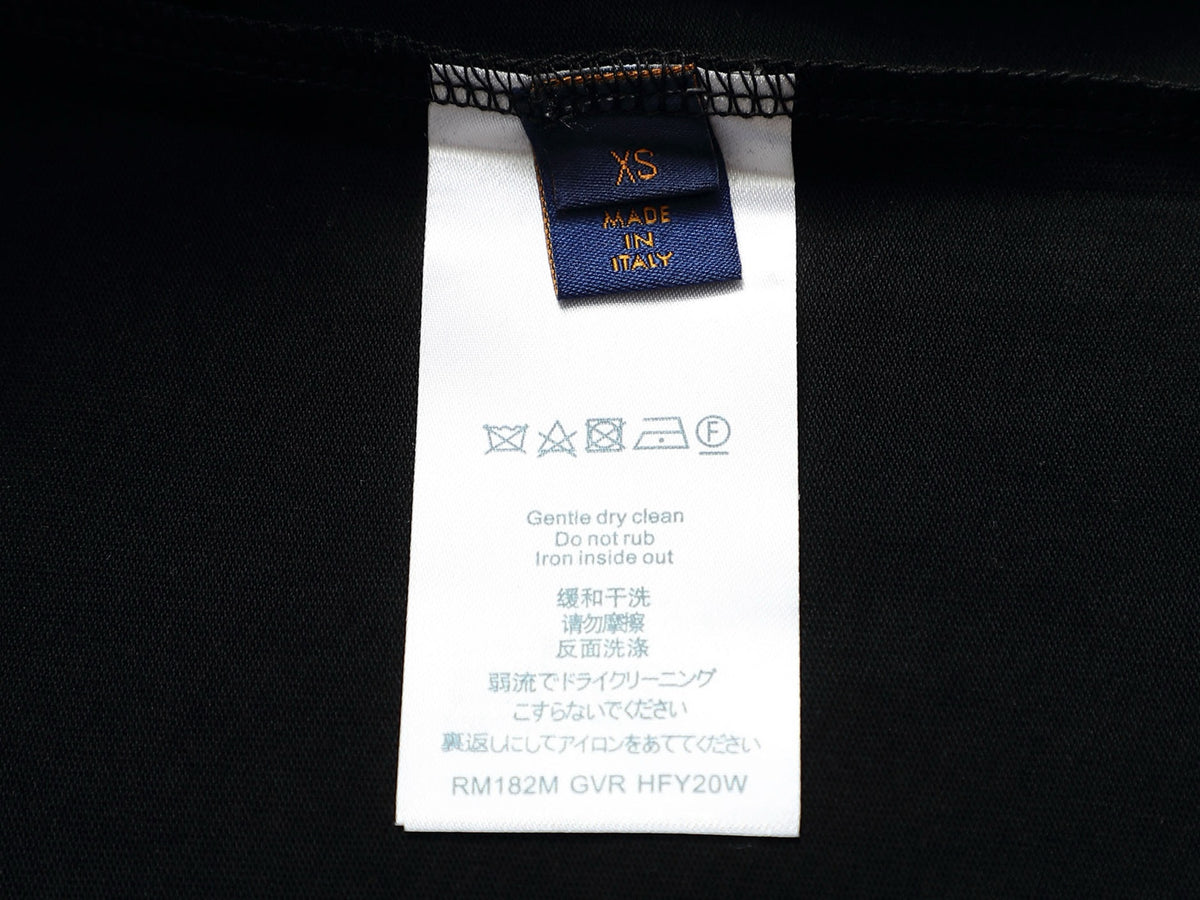 XS
MADE
IN
ITALY
F
Gentle dry clean
Do not rub
Iron inside out
缓和干洗
请勿摩擦
反面洗涤
弱流でドライクリーニング
こすらないでください
裏返しにしてアイロンをあててください
RM182M GVR HFY20W